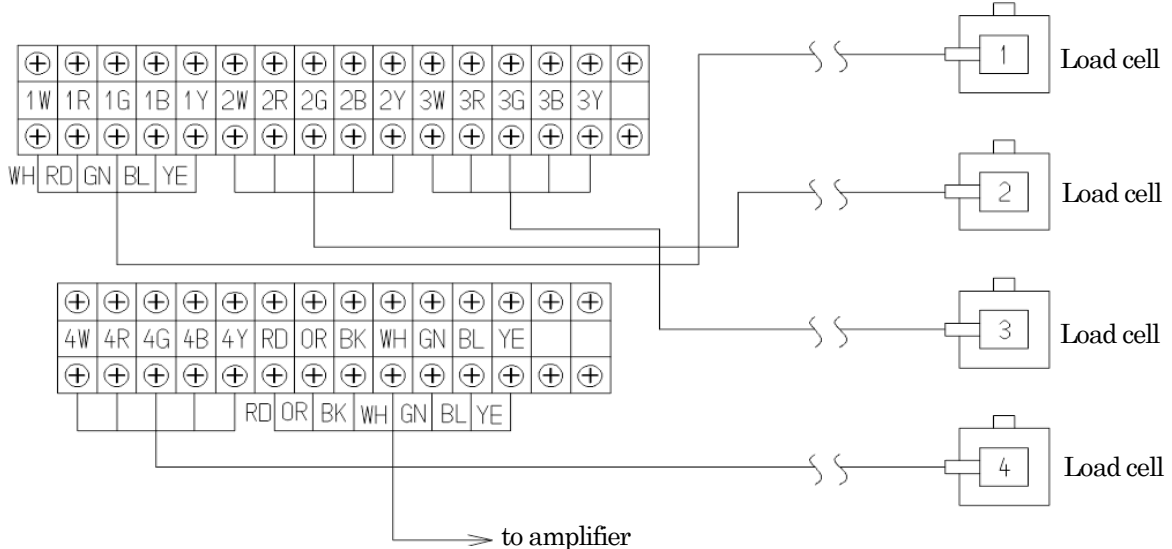 1 Load cell
1W 1R 1G 1B 1Y 2W 2R 2G 2B 2Y 3W 3R 3G 3B 3Y
WH RD GN BL YE
2 Load cell
4W 4R 4G 4B 4Y RD OR BK WH GN BL YE
3 Load cell
RD OR BK WH GN BL YE
4 Load cell
to amplifier